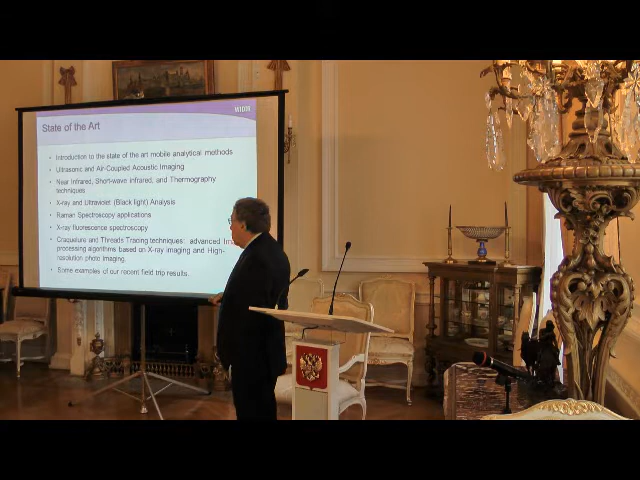 WIDM
State of the Art
• Introduction to the state of the art mobile analytical methods
• Ultrasonic and Air-Coupled Acoustic Imaging
• Near Infrared, Short-wave infrared, and Thermography
techniques
• X-ray and Ultraviolet (Black light) Analysis
• Raman Spectroscopy applications
• X-ray fluorescence spectroscopy
• Craquelure and Threads Tracing techniques: advanced
processing algorithms based on X-ray imaging and High-
resolution photo imaging.
• Some examples of our recent field trip results.